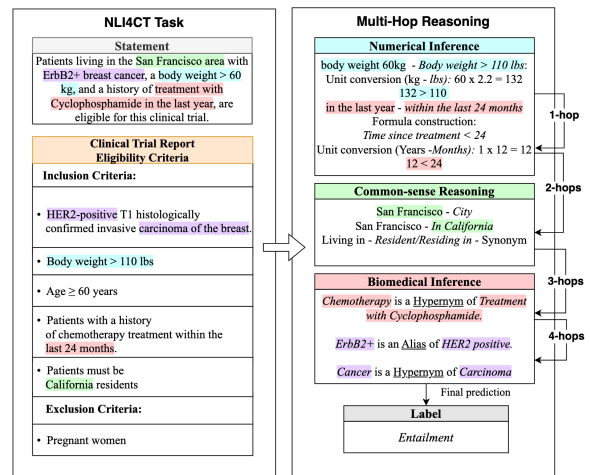 NLI4CT Task
Statement
Patients living in the San Francisco area with
ErbB2+ breast cancer, a body weight > 60
kg, and a history of treatment with
Cyclophosphamide in the last year, are
eligible for this clinical trial.
Clinical Trial Report
Eligibility Criteria
Inclusion Criteria:
• HER2-positive T1 histologically
confirmed invasive carcinoma of the breast.
• Body weight > 110 lbs
• Age ≥ 60 years
• Patients with a history
of chemotherapy treatment within the
last 24 months.
• Patients must be
California residents
Exclusion Criteria:
• Pregnant women
Multi-Hop Reasoning
Numerical Inference
body weight 60kg - Body weight > 110 lbs:
Unit conversion (kg - lbs): 60 x 2.2 = 132
132 > 110
in the last year - within the last 24 months
Formula construction:
Time since treatment < 24
Unit conversion (Years -Months): 1 x 12 = 12
12 < 24
1-hop
2-hops
Common-sense Reasoning
San Francisco - City
San Francisco - In California
Living in - Resident/Residing in - Synonym
3-hops
Biomedical Inference
Chemotherapy is a Hypernym of Treatment
with Cyclophosphamide.
4-hops
ErbB2+ is an Alias of HER2 positive.
Cancer is a Hypernym of Carcinoma
Final prediction
Label
Entailment